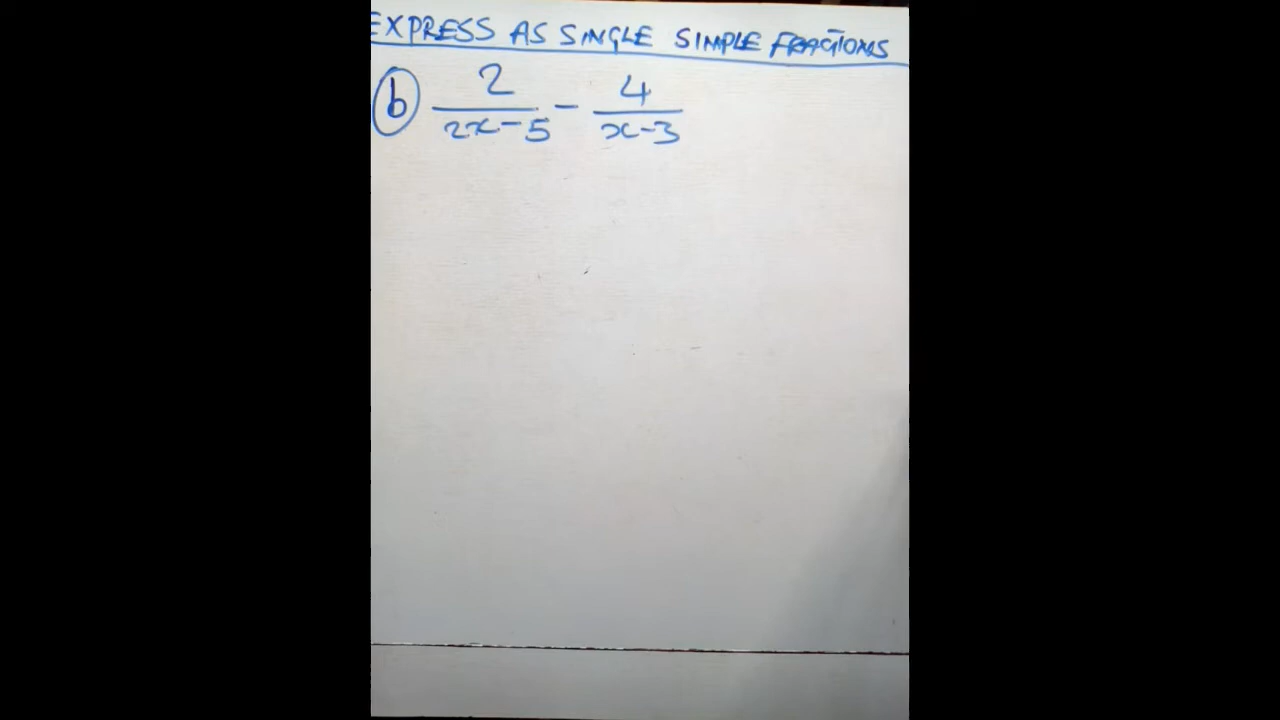 EXPRESS AS SINGLE SIMPLE FRACTIONS
b 2/(2x-5) - 4/(x-3)